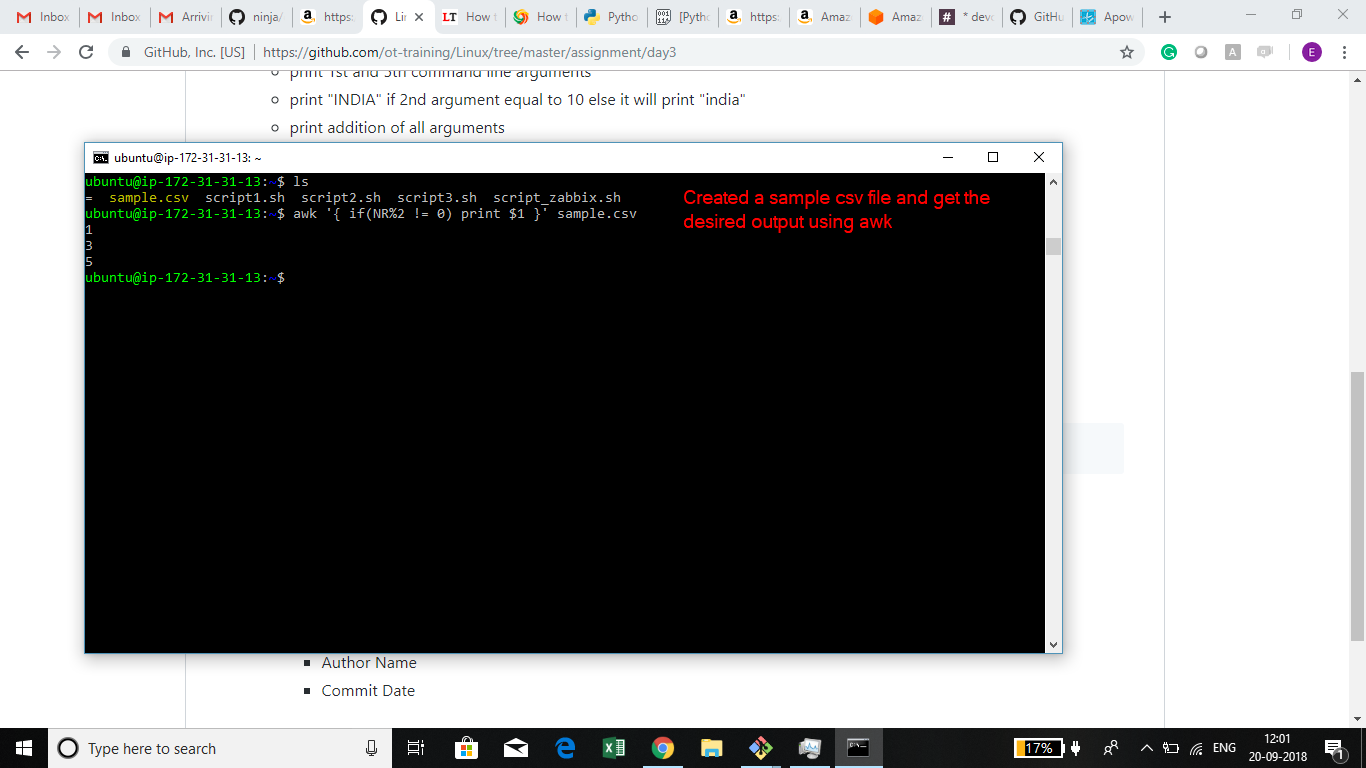 Inbox
Inbox
Arrivi
ninja/
https:
Lin
How t
How t
Pytho
[Pytho
https:
Amaz
Amaz
* devo
GitHu
Apow
GitHub, Inc. [US] | https://github.com/ot-training/Linux/tree/master/assignment/day3
A
E
print 1st and 5th command line arguments
print "INDIA" if 2nd argument equal to 10 else it will print "india"
print addition of all arguments
ubuntu@ip-172-31-31-13: ~
ubuntu@ip-172-31-31-13:~$ ls
= sample.csv script1.sh script2.sh script3.sh script_zabbix.sh
ubuntu@ip-172-31-31-13:~$ awk '{ if(NR%2 != 0) print $1 }' sample.csv
1
3
5
ubuntu@ip-172-31-31-13:~$
Created a sample csv file and get the
desired output using awk
Author Name
Commit Date
Type here to search
17%
ENG
12:01
20-09-2018
1